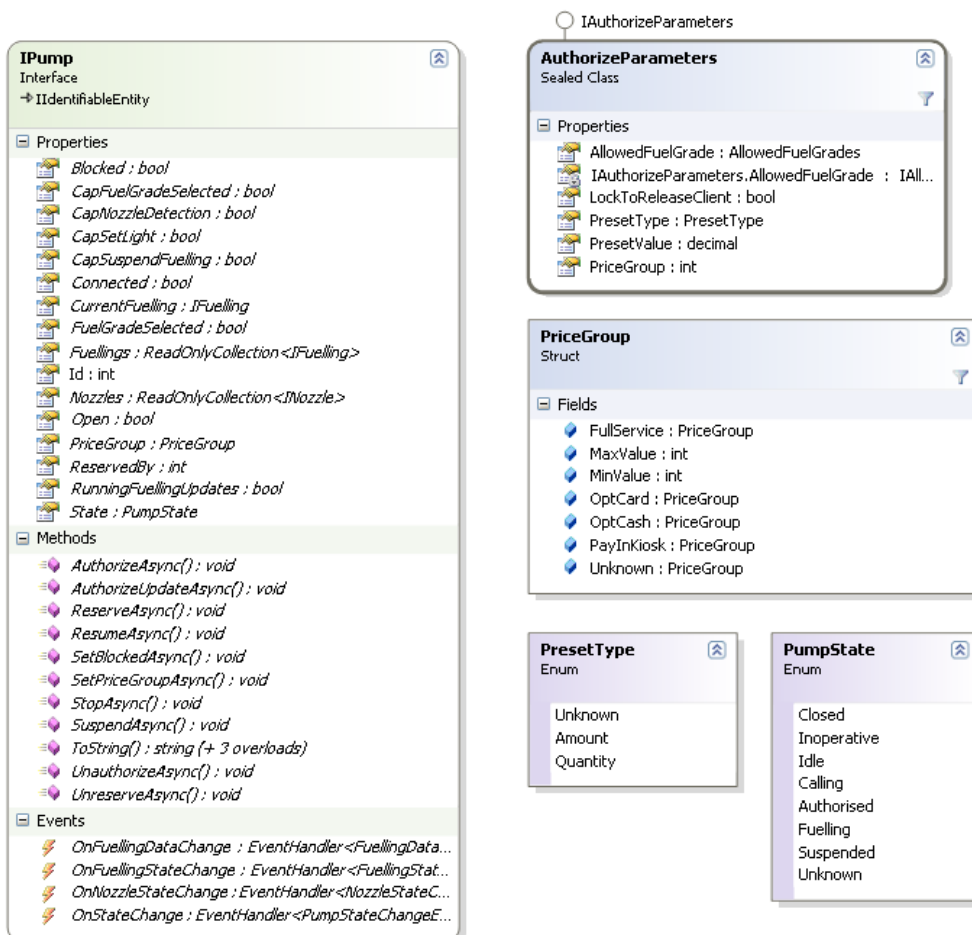 IPump
Interface
IIdentifiableEntity
Properties
Blocked : bool
CapFuelGradeSelected : bool
CapNozzleDetection : bool
CapSetLight : bool
CapSuspendFuelling : bool
Connected : bool
CurrentFuelling : IFuelling
FuelGradeSelected : bool
Fuellings : ReadOnlyCollection<IFuelling>
Id : int
Nozzles : ReadOnlyCollection<INozzle>
Open : bool
PriceGroup : PriceGroup
ReservedBy : int
RunningFuellingUpdates : bool
State : PumpState
Methods
AuthorizeAsync() : void
AuthorizeUpdateAsync() : void
ReserveAsync() : void
ResumeAsync() : void
SetBlockedAsync() : void
SetPriceGroupAsync() : void
StopAsync() : void
SuspendAsync() : void
ToString() : string (+ 3 overloads)
UnauthorizeAsync() : void
UnreserveAsync() : void
Events
OnFuellingDataChange : EventHandler<FuellingData...
OnFuellingStateChange : EventHandler<FuellingStat...
OnNozzleStateChange : EventHandler<NozzleStateC...
OnStateChange : EventHandler<PumpStateChangeE...
IAuthorizeParameters
AuthorizeParameters
Sealed Class
Properties
AllowedFuelGrade : AllowedFuelGrades
IAuthorizeParameters.AllowedFuelGrade : IAll...
LockToReleaseClient : bool
PresetType : PresetType
PresetValue : decimal
PriceGroup : int
PriceGroup
Struct
Fields
FullService : PriceGroup
MaxValue : int
MinValue : int
OptCard : PriceGroup
OptCash : PriceGroup
PayInKiosk : PriceGroup
Unknown : PriceGroup
PresetType
Enum
Unknown
Amount
Quantity
PumpState
Enum
Closed
Inoperative
Idle
Calling
Authorised
Fuelling
Suspended
Unknown